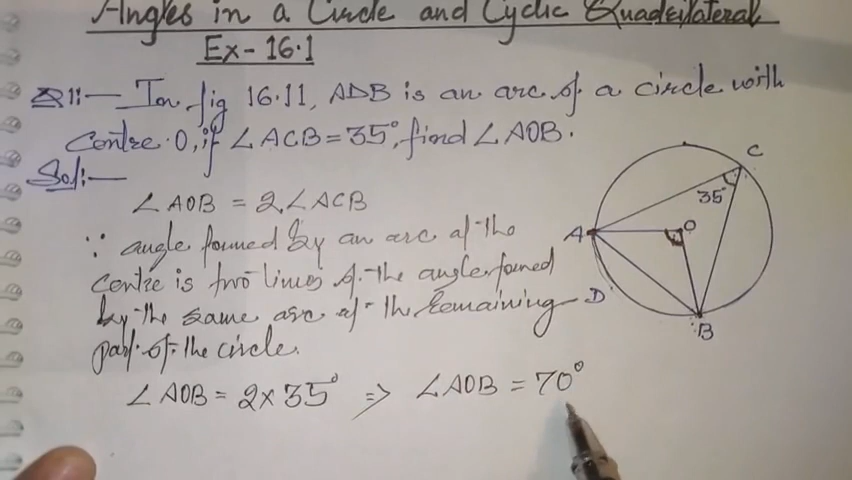 Angles in a Circle and Cyclic Quadrilateral
Ex-16.1
Q1:- In fig 16.11, ADB is an arc of a circle with
Centre O, if ∠ACB = 35°, find ∠AOB.
Sol:-
∠AOB = 2∠ACB
∵ angle formed by an arc at the
centre is two times of the angle formed
by the same arc at the remaining
part of the circle.
∠AOB = 2 × 35° ⇒ ∠AOB = 70°
C
35°
A
O
D
B